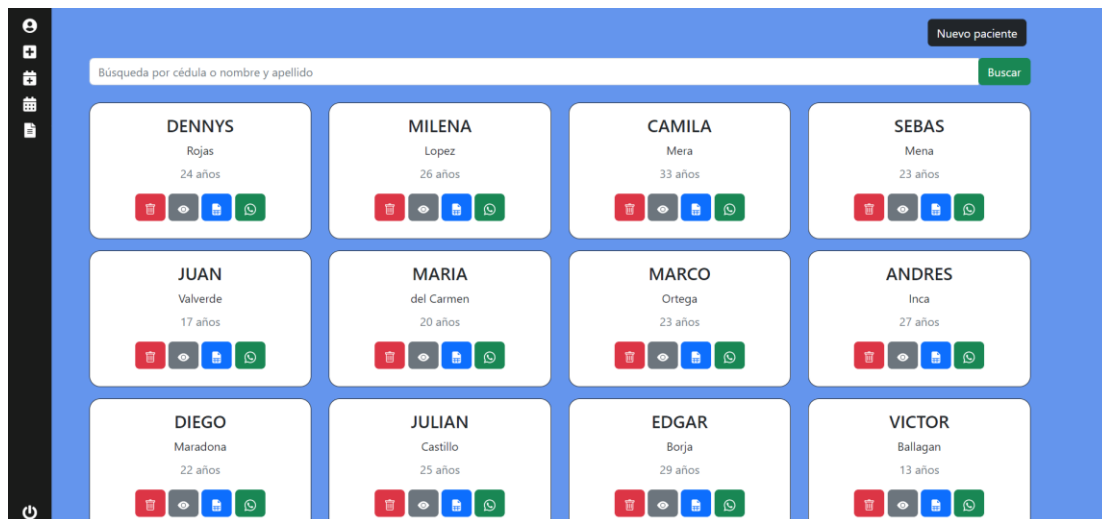 Nuevo paciente
Búsqueda por cédula o nombre y apellido
Buscar
DENNYS
Rojas
24 años
MILENA
Lopez
26 años
CAMILA
Mera
33 años
SEBAS
Mena
23 años
JUAN
Valverde
17 años
MARIA
del Carmen
20 años
MARCO
Ortega
23 años
ANDRES
Inca
27 años
DIEGO
Maradona
22 años
JULIAN
Castillo
25 años
EDGAR
Borja
29 años
VICTOR
Ballagan
13 años